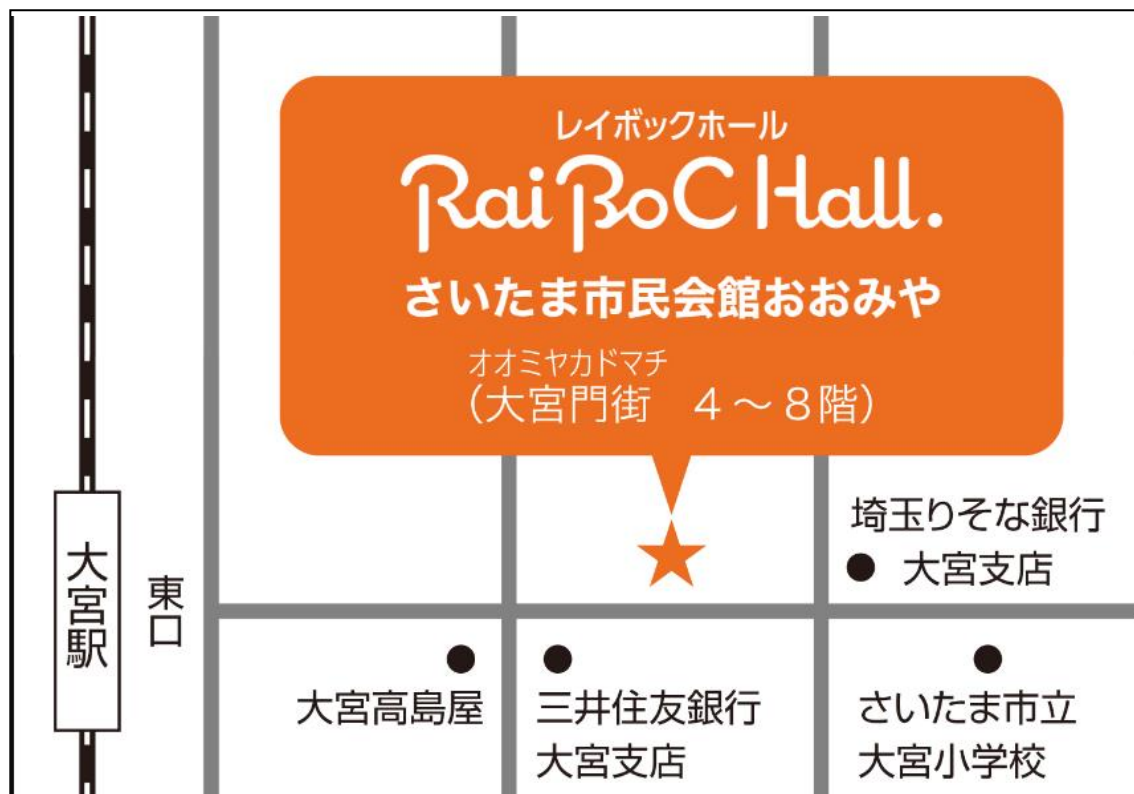 レイボックホール
RaiBoC Hall.
さいたま市民会館おおみや
オオミヤカドマチ
（大宮門街　４～８階）
埼玉りそな銀行
大宮支店
大宮駅
東口
大宮高島屋
三井住友銀行
大宮支店
さいたま市立
大宮小学校